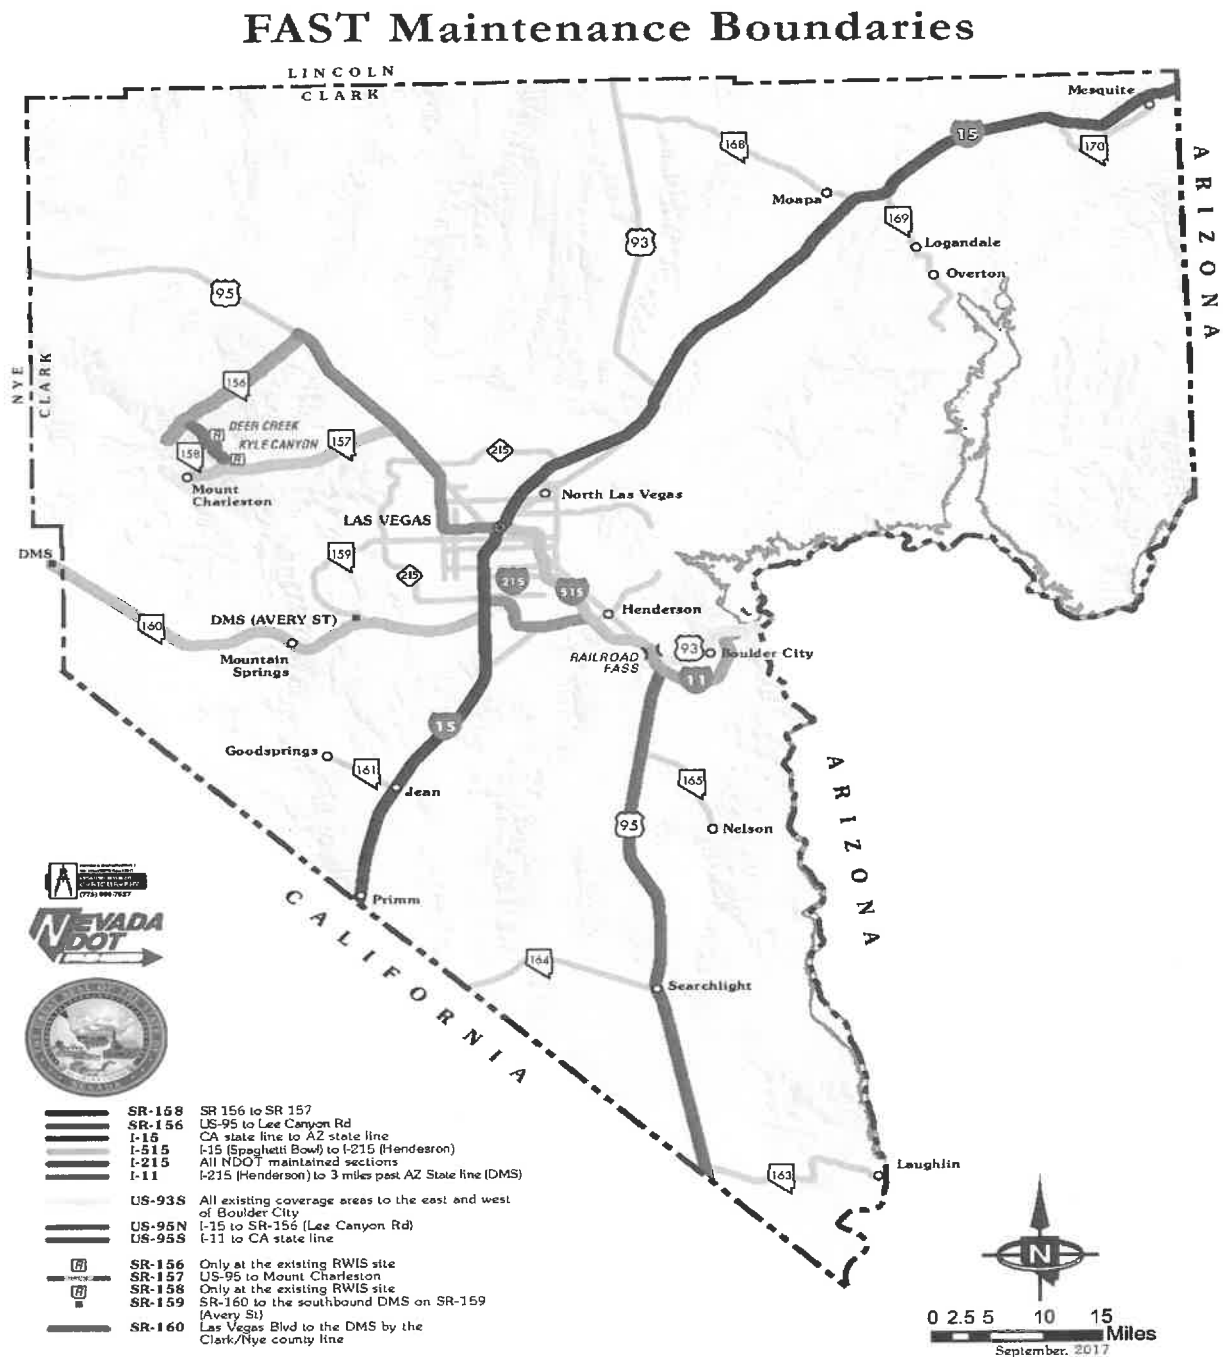 FAST Maintenance Boundaries
LINCOLN
CLARK
Mesquite
15
168
170
ARIZONA
Moapa
169
93
Logandale
Overton
95
NYE
CLARK
156
DEER CREEK
KYLE CANYON
157
158
215
Mount
Charleston
North Las Vegas
LAS VEGAS
DMS
159
215
215
515
160
DMS (AVERY ST)
Henderson
Mountain
Springs
RAILROAD
PASS
93
Boulder City
11
15
Goodsprings
161
Jean
165
ARIZONA
95
Nelson
Primm
CALIFORNIA
NEVADA
DOT
164
Searchlight
SR-158 SR 156 to SR 157
SR-156 US-95 to Lee Canyon Rd
I-15 CA state line to AZ state line
I-515 I-15 (Spaghetti Bowl) to I-215 (Hendesron)
I-215 All NDOT maintained sections
I-11 I-215 (Henderson) to 3 miles past AZ State line (DMS)
US-93S All existing coverage areas to the east and west
of Boulder City
US-95N I-15 to SR-156 (Lee Canyon Rd)
US-95S I-11 to CA state line
R SR-156 Only at the existing RWIS site
SR-157 US-95 to Mount Charleston
R SR-158 Only at the existing RWIS site
SR-159 SR-160 to the southbound DMS on SR-159
(Avery St)
SR-160 Las Vegas Blvd to the DMS by the
Clark/Nye county line
163
Laughlin
N
0 2.5 5 10 15
Miles
September, 2017